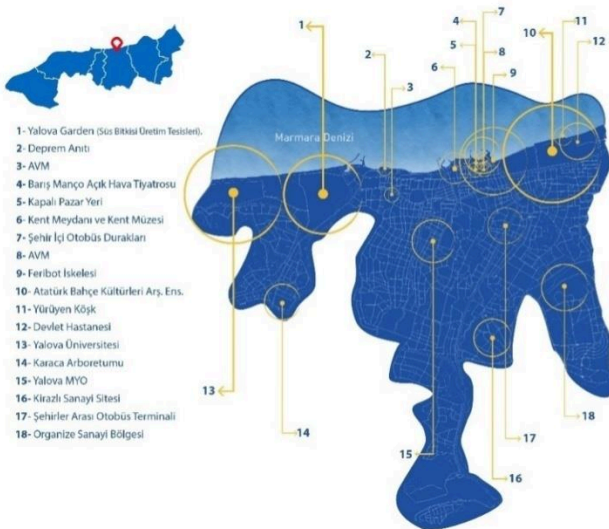 1- Yalova Garden (Süs Bitkisi Üretim Tesisleri).
2- Deprem Anıtı
3- AVM
4- Barış Manço Açık Hava Tiyatrosu
5- Kapalı Pazar Yeri
6- Kent Meydanı ve Kent Müzesi
7- Şehir İçi Otobüs Durakları
8- AVM
9- Feribot İskelesi
10- Atatürk Bahçe Kültürleri Arş. Ens.
11- Yürüyen Köşk
12- Devlet Hastanesi
13- Yalova Üniversitesi
14- Karaca Arboretumu
15- Yalova MYO
16- Kirazlı Sanayi Sitesi
17- Şehirler Arası Otobüs Terminali
18- Organize Sanayi Bölgesi
1
2
3
4
5
6
7
8
9
10
11
12
Marmara Denizi
13
14
15
16
17
18